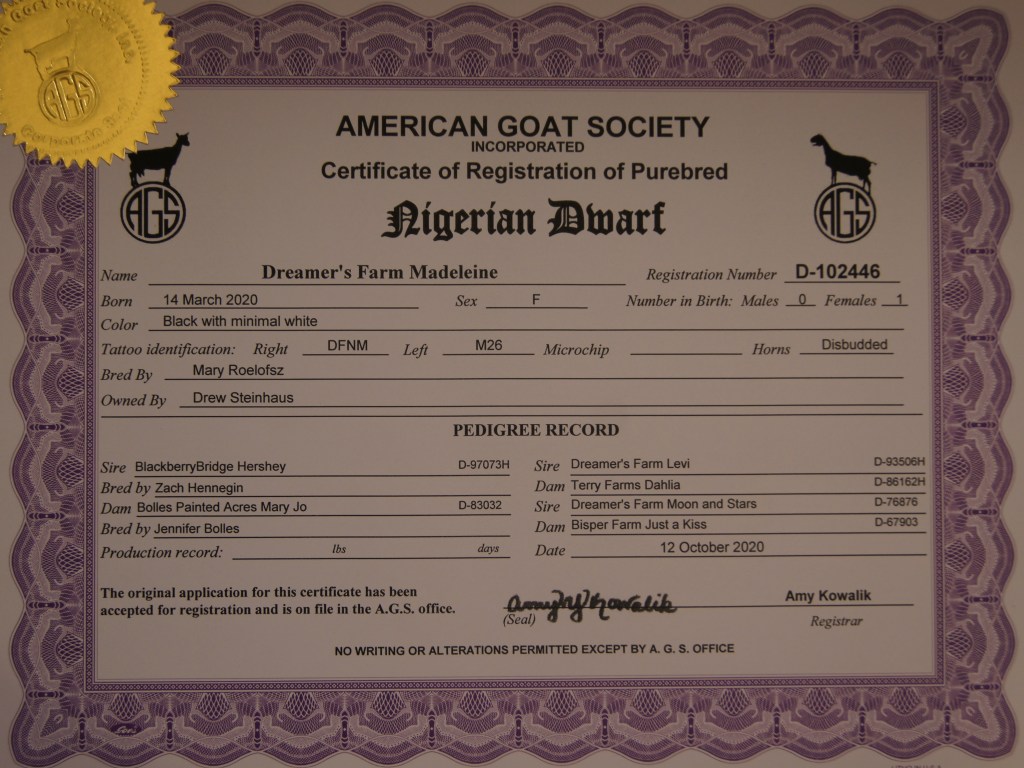 AGS
AMERICAN GOAT SOCIETY
INCORPORATED
Certificate of Registration of Purebred
Nigerian Dwarf
AGS
AGS
Name Dreamer's Farm Madeleine Registration Number D-102446
Born 14 March 2020 Sex F Number in Birth: Males 0 Females 1
Color Black with minimal white
Tattoo identification: Right DFNM Left M26 Microchip Horns Disbudded
Bred By Mary Roelofsz
Owned By Drew Steinhaus
PEDIGREE RECORD
Sire BlackberryBridge Hershey D-97073H Sire Dreamer's Farm Levi D-93506H
Bred by Zach Hennegin Dam Terry Farms Dahlia D-86162H
Dam Bolles Painted Acres Mary Jo D-83032 Sire Dreamer's Farm Moon and Stars D-76876
Bred by Jennifer Bolles Dam Bisper Farm Just a Kiss D-67903
Production record: lbs days Date 12 October 2020
The original application for this certificate has been
accepted for registration and is on file in the A.G.S. office.
Amy Kowalik Amy Kowalik
(Seal) Registrar
NO WRITING OR ALTERATIONS PERMITTED EXCEPT BY A. G. S. OFFICE